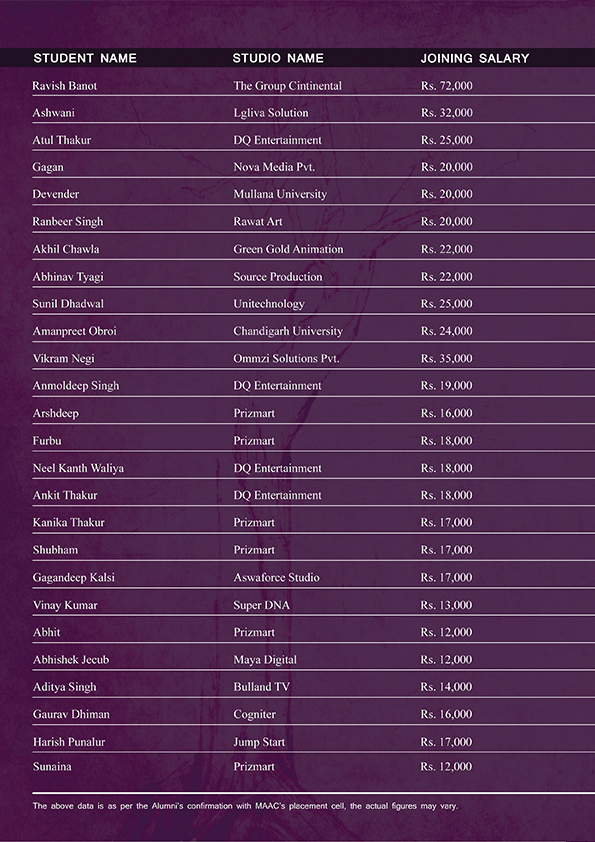 STUDENT NAME STUDIO NAME JOINING SALARY
Ravish Banot The Group Cintinental Rs. 72,000
Ashwani Lgliva Solution Rs. 32,000
Atul Thakur DQ Entertainment Rs. 25,000
Gagan Nova Media Pvt. Rs. 20,000
Devender Mullana University Rs. 20,000
Ranbeer Singh Rawat Art Rs. 20,000
Akhil Chawla Green Gold Animation Rs. 22,000
Abhinav Tyagi Source Production Rs. 22,000
Sunil Dhadwal Unitechnology Rs. 25,000
Amanpreet Obroi Chandigarh University Rs. 24,000
Vikram Negi Ommzi Solutions Pvt. Rs. 35,000
Anmoldeep Singh DQ Entertainment Rs. 19,000
Arshdeep Prizmart Rs. 16,000
Furbu Prizmart Rs. 18,000
Neel Kanth Waliya DQ Entertainment Rs. 18,000
Ankit Thakur DQ Entertainment Rs. 18,000
Kanika Thakur Prizmart Rs. 17,000
Shubham Prizmart Rs. 17,000
Gagandeep Kalsi Aswaforce Studio Rs. 17,000
Vinay Kumar Super DNA Rs. 13,000
Abhit Prizmart Rs. 12,000
Abhishek Jecub Maya Digital Rs. 12,000
Aditya Singh Bulland TV Rs. 14,000
Gaurav Dhiman Cogniter Rs. 16,000
Harish Punalur Jump Start Rs. 17,000
Sunaina Prizmart Rs. 12,000
The above data is as per the Alumni's confirmation with MAAC's placement cell, the actual figures may vary.